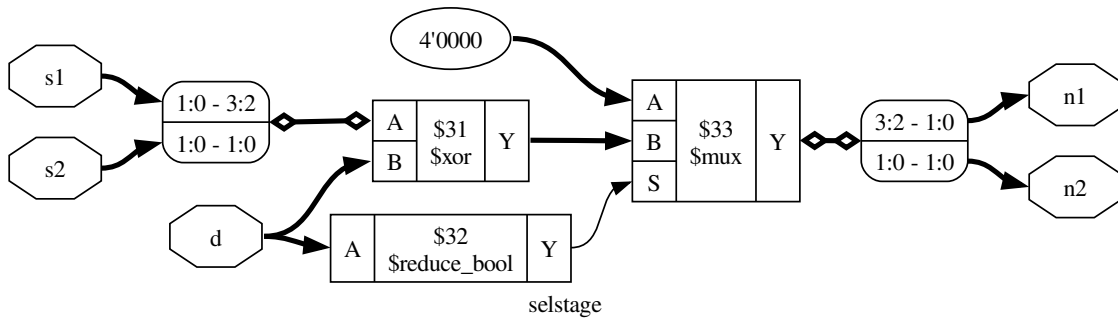 s1
s2
1:0 - 3:2
1:0 - 1:0
d
4'0000
A
B
$31
$xor
Y
A
$32
$reduce_bool
Y
A
B
S
$33
$mux
Y
3:2 - 1:0
1:0 - 1:0
n1
n2
selstage